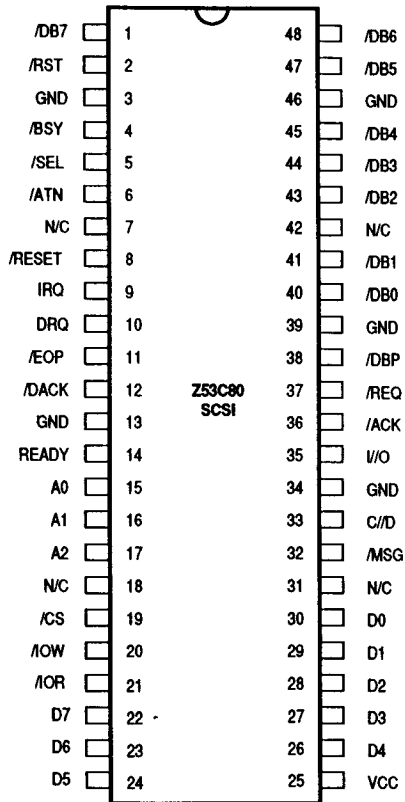 /DB7 1 48 /DB6
/RST 2 47 /DB5
GND 3 46 GND
/BSY 4 45 /DB4
/SEL 5 44 /DB3
/ATN 6 43 /DB2
N/C 7 42 N/C
/RESET 8 41 /DB1
IRQ 9 40 /DB0
DRQ 10 39 GND
/EOP 11 38 /DBP
/DACK 12 Z53C80 37 /REQ
SCSI
GND 13 36 /ACK
READY 14 35 I//O
A0 15 34 GND
A1 16 33 C//D
A2 17 32 /MSG
N/C 18 31 N/C
/CS 19 30 D0
/IOW 20 29 D1
/IOR 21 28 D2
D7 22 27 D3
D6 23 26 D4
D5 24 25 VCC